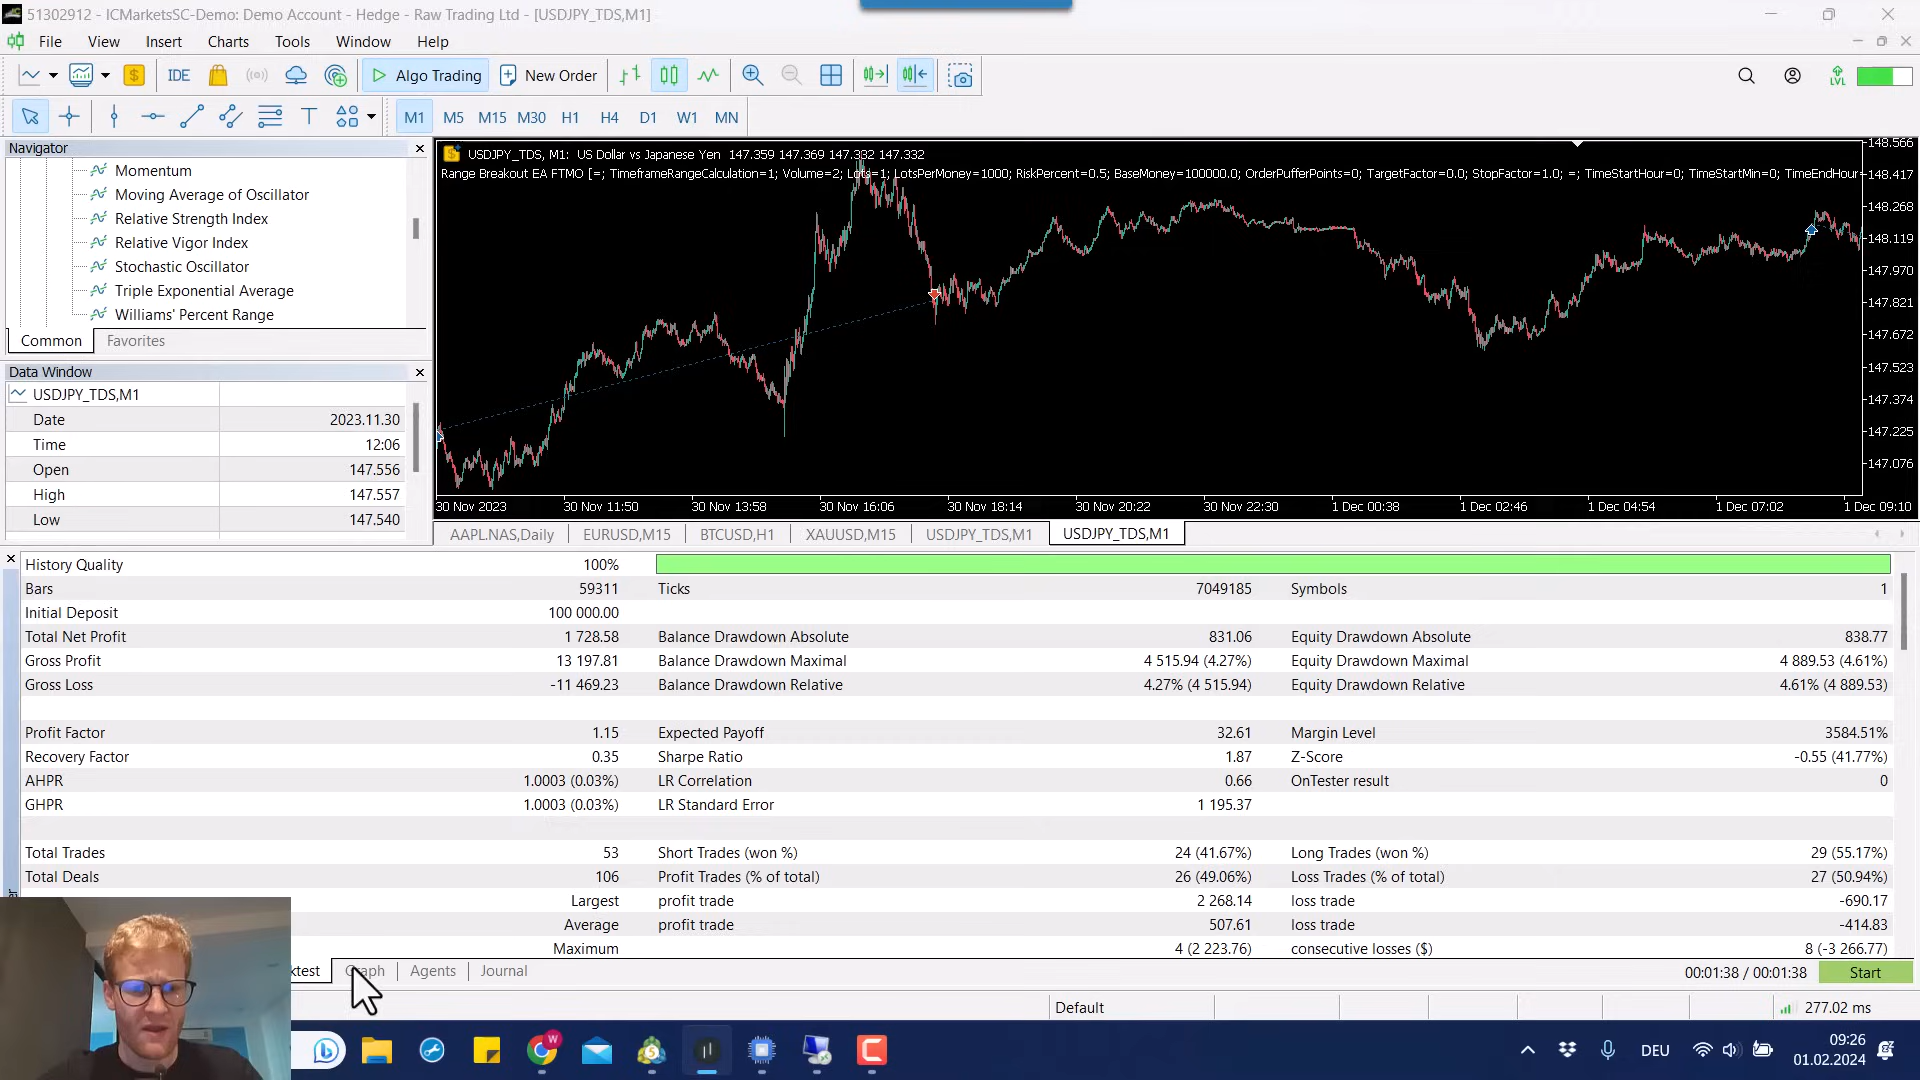 51302912 - ICMarketsSC-Demo: Demo Account - Hedge - Raw Trading Ltd - [USDJPY_TDS,M1]
File View Insert Charts Tools Window Help
IDE Algo Trading New Order LVL
M1 M5 M15 M30 H1 H4 D1 W1 MN
Navigator
Momentum
Moving Average of Oscillator
Relative Strength Index
Relative Vigor Index
Stochastic Oscillator
Triple Exponential Average
Williams' Percent Range
Common Favorites
Data Window
USDJPY_TDS,M1
Date 2023.11.30
Time 12:06
Open 147.556
High 147.557
Low 147.540
USDJPY_TDS, M1: US Dollar vs Japanese Yen 147.359 147.369 147.332 147.332
Range Breakout EA FTMO [=; TimeframeRangeCalculation=1; Volume=2; Lots=1; LotsPerMoney=1000; RiskPercent=0.5; BaseMoney=100000.0; OrderPufferPoints=0; TargetFactor=0.0; StopFactor=1.0; =; TimeStartHour=0; TimeStartMin=0; TimeEndHour
148.566
148.417
148.268
148.119
147.970
147.821
147.672
147.523
147.374
147.225
147.076
30 Nov 2023 30 Nov 11:50 30 Nov 13:58 30 Nov 16:06 30 Nov 18:14 30 Nov 20:22 30 Nov 22:30 1 Dec 00:38 1 Dec 02:46 1 Dec 04:54 1 Dec 07:02 1 Dec 09:10
AAPL.NAS,Daily EURUSD,M15 BTCUSD,H1 XAUUSD,M15 USDJPY_TDS,M1 USDJPY_TDS,M1
History Quality 100%
Bars 59311 Ticks 7049185 Symbols 1
Initial Deposit 100 000.00
Total Net Profit 1 728.58 Balance Drawdown Absolute 831.06 Equity Drawdown Absolute 838.77
Gross Profit 13 197.81 Balance Drawdown Maximal 4 515.94 (4.27%) Equity Drawdown Maximal 4 889.53 (4.61%)
Gross Loss -11 469.23 Balance Drawdown Relative 4.27% (4 515.94) Equity Drawdown Relative 4.61% (4 889.53)
Profit Factor 1.15 Expected Payoff 32.61 Margin Level 3584.51%
Recovery Factor 0.35 Sharpe Ratio 1.87 Z-Score -0.55 (41.77%)
AHPR 1.0003 (0.03%) LR Correlation 0.66 OnTester result 0
GHPR 1.0003 (0.03%) LR Standard Error 1 195.37
Total Trades 53 Short Trades (won %) 24 (41.67%) Long Trades (won %) 29 (55.17%)
Total Deals 106 Profit Trades (% of total) 26 (49.06%) Loss Trades (% of total) 27 (50.94%)
Largest profit trade 2 268.14 loss trade -690.17
Average profit trade 507.61 loss trade -414.83
Maximum 4 (2 223.76) consecutive losses ($) 8 (-3 266.77)
ktest Graph Agents Journal 00:01:38 / 00:01:38 Start
Default 277.02 ms
DEU 09:26
01.02.2024